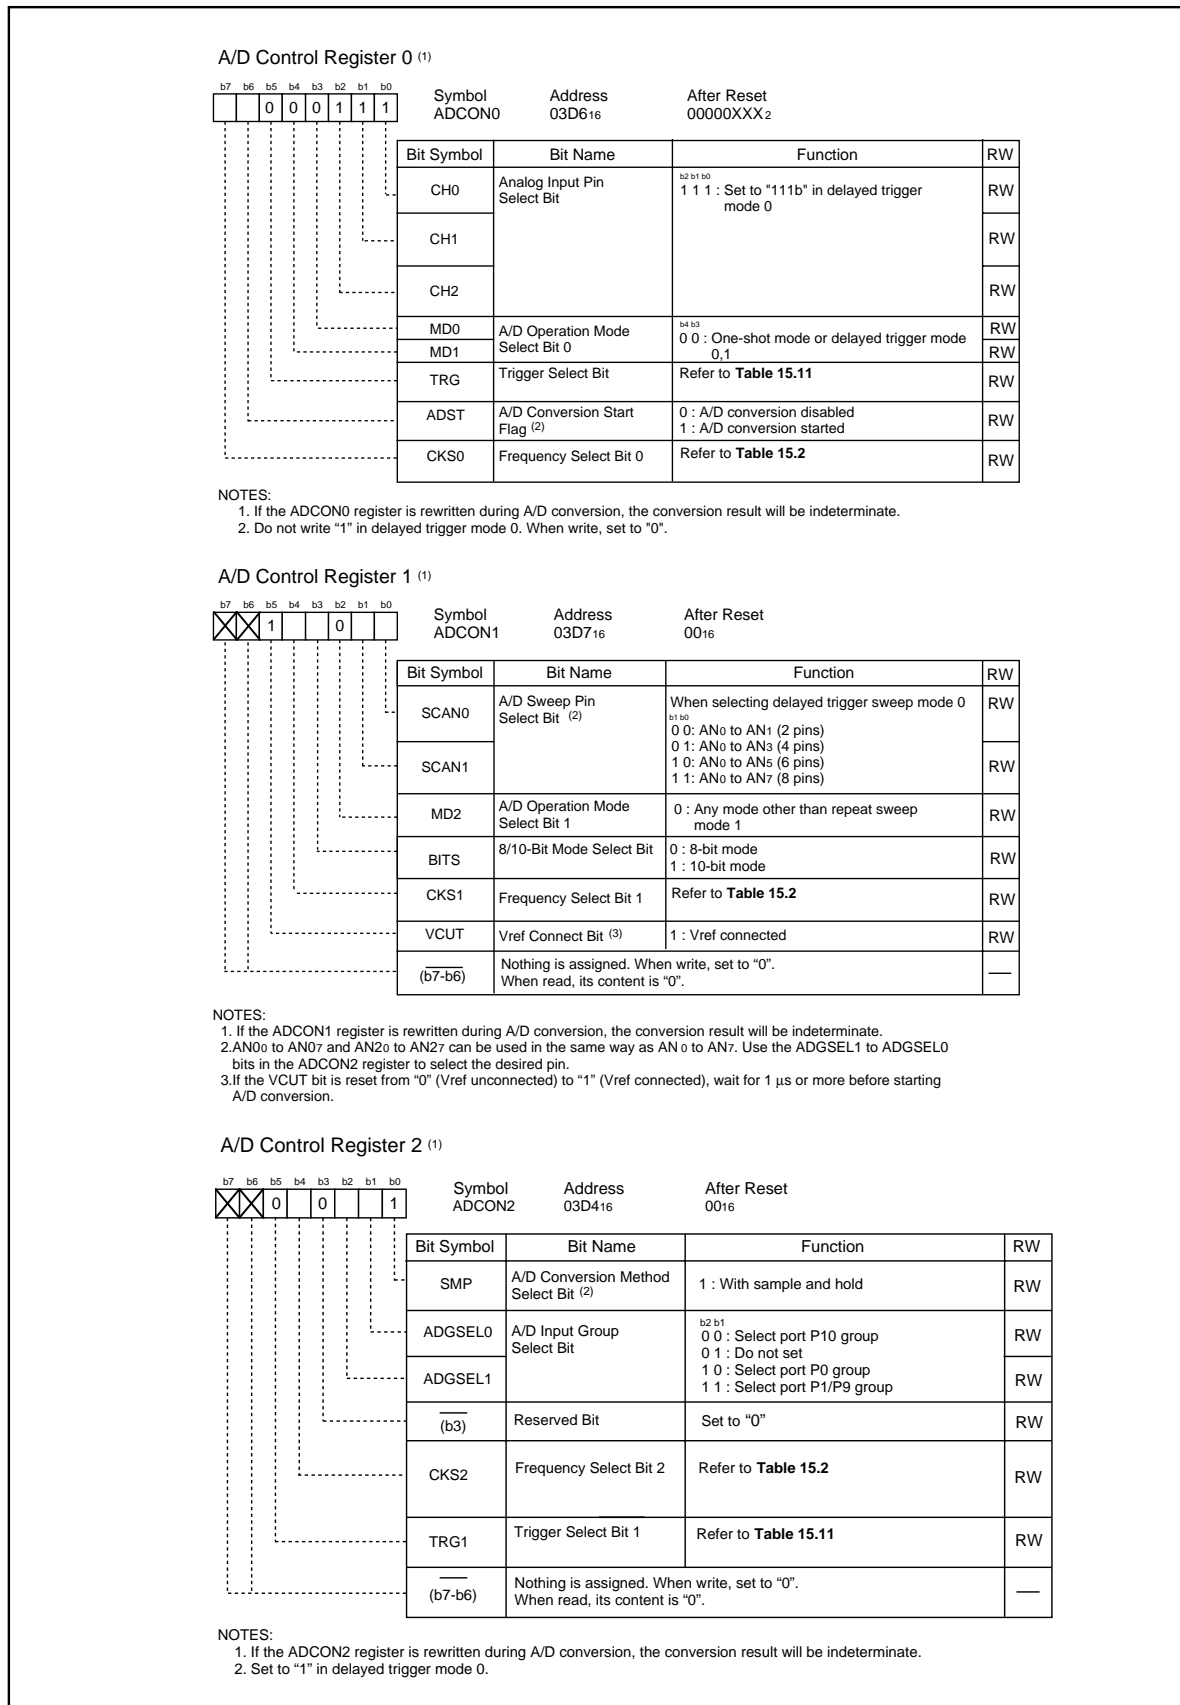 A/D Control Register 0 (1)
b7 b6 b5 b4 b3 b2 b1 b0
0 0 0 1 1 1
Symbol Address After Reset
ADCON0 03D616 00000XXX2
Bit Symbol Bit Name Function RW
CH0 Analog Input Pin Select Bit b2 b1 b0 RW
1 1 1 : Set to "111b" in delayed trigger
mode 0
CH1 RW
CH2 RW
MD0 A/D Operation Mode b4 b3 RW
Select Bit 0 0 0 : One-shot mode or delayed trigger mode
MD1 0,1 RW
TRG Trigger Select Bit Refer to Table 15.11 RW
ADST A/D Conversion Start 0 : A/D conversion disabled RW
Flag (2) 1 : A/D conversion started
CKS0 Frequency Select Bit 0 Refer to Table 15.2 RW
NOTES:
1. If the ADCON0 register is rewritten during A/D conversion, the conversion result will be indeterminate.
2. Do not write “1” in delayed trigger mode 0. When write, set to "0".
A/D Control Register 1 (1)
b7 b6 b5 b4 b3 b2 b1 b0
1 0
Symbol Address After Reset
ADCON1 03D716 0016
Bit Symbol Bit Name Function RW
SCAN0 A/D Sweep Pin When selecting delayed trigger sweep mode 0 RW
Select Bit (2) b1 b0
0 0: AN0 to AN1 (2 pins)
0 1: AN0 to AN3 (4 pins)
SCAN1 1 0: AN0 to AN5 (6 pins) RW
1 1: AN0 to AN7 (8 pins)
MD2 A/D Operation Mode 0 : Any mode other than repeat sweep RW
Select Bit 1 mode 1
BITS 8/10-Bit Mode Select Bit 0 : 8-bit mode RW
1 : 10-bit mode
CKS1 Frequency Select Bit 1 Refer to Table 15.2 RW
VCUT Vref Connect Bit (3) 1 : Vref connected RW
(b7-b6) Nothing is assigned. When write, set to “0”.
When read, its content is “0”.
NOTES:
1. If the ADCON1 register is rewritten during A/D conversion, the conversion result will be indeterminate.
2.AN00 to AN07 and AN20 to AN27 can be used in the same way as AN0 to AN7. Use the ADGSEL1 to ADGSEL0
bits in the ADCON2 register to select the desired pin.
3.If the VCUT bit is reset from “0” (Vref unconnected) to “1” (Vref connected), wait for 1 μs or more before starting
A/D conversion.
A/D Control Register 2 (1)
b7 b6 b5 b4 b3 b2 b1 b0
0 0 1
Symbol Address After Reset
ADCON2 03D416 0016
Bit Symbol Bit Name Function RW
SMP A/D Conversion Method 1 : With sample and hold RW
Select Bit (2)
ADGSEL0 A/D Input Group b2 b1 RW
Select Bit 0 0 : Select port P10 group
0 1 : Do not set
ADGSEL1 1 0 : Select port P0 group RW
1 1 : Select port P1/P9 group
(b3) Reserved Bit Set to “0” RW
CKS2 Frequency Select Bit 2 Refer to Table 15.2 RW
TRG1 Trigger Select Bit 1 Refer to Table 15.11 RW
(b7-b6) Nothing is assigned. When write, set to “0”.
When read, its content is “0”.
NOTES:
1. If the ADCON2 register is rewritten during A/D conversion, the conversion result will be indeterminate.
2. Set to “1” in delayed trigger mode 0.